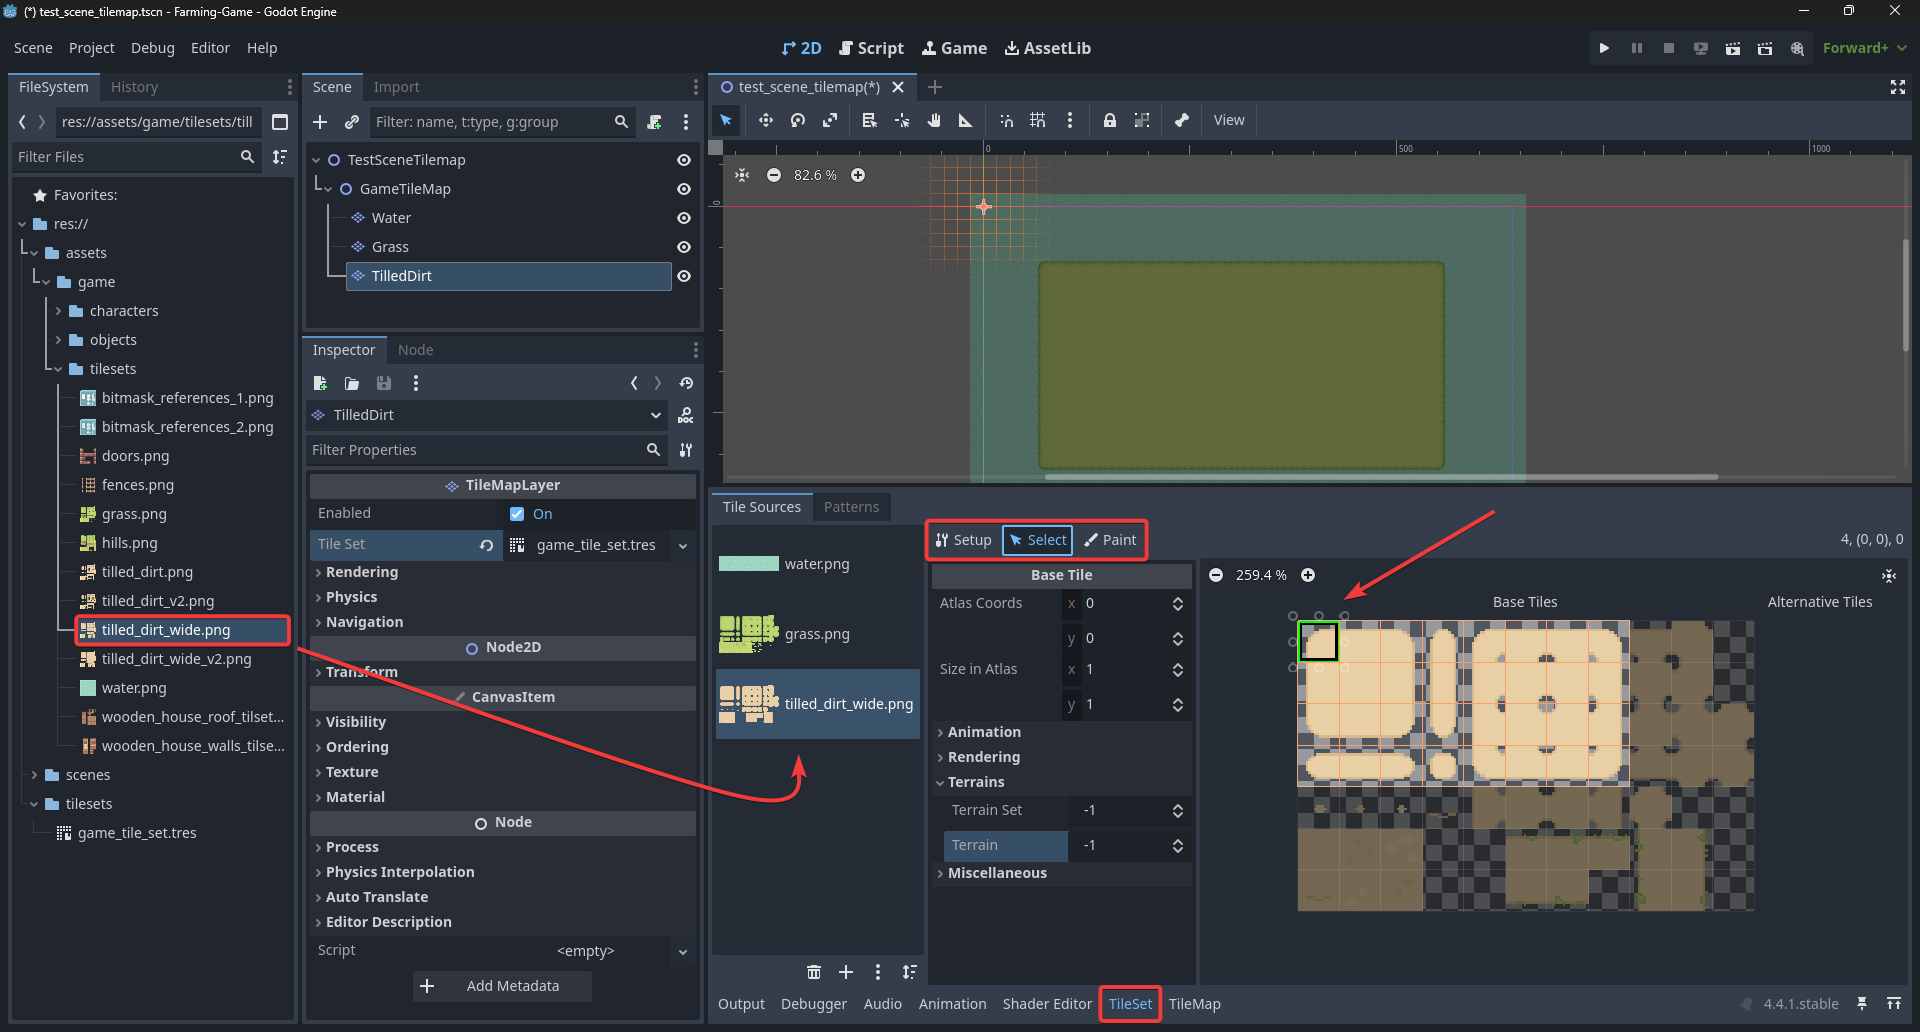 (*) test_scene_tilemap.tscn - Farming-Game - Godot Engine
Scene Project Debug Editor Help
2D Script Game AssetLib
Forward+
FileSystem History
res://assets/game/tilesets/till
Filter Files
Favorites:
res://
assets
game
characters
objects
tilesets
bitmask_references_1.png
bitmask_references_2.png
doors.png
fences.png
grass.png
hills.png
tilled_dirt.png
tilled_dirt_v2.png
tilled_dirt_wide.png
tilled_dirt_wide_v2.png
water.png
wooden_house_roof_tilset...
wooden_house_walls_tilse...
scenes
tilesets
game_tile_set.tres
Scene Import
Filter: name, t:type, g:group
TestSceneTilemap
GameTileMap
Water
Grass
TilledDirt
Inspector Node
TilledDirt
DOC
Filter Properties
TileMapLayer
Enabled On
Tile Set game_tile_set.tres
Rendering
Physics
Navigation
Node2D
Transform
CanvasItem
Visibility
Ordering
Texture
Material
Node
Process
Physics Interpolation
Auto Translate
Editor Description
Script <empty>
Add Metadata
test_scene_tilemap(*)
View
0 500 1000
0
82.6 %
Tile Sources Patterns
water.png
grass.png
tilled_dirt_wide.png
Setup Select Paint
4, (0, 0), 0
Base Tile
Atlas Coords x 0
y 0
Size in Atlas x 1
y 1
Animation
Rendering
Terrains
Terrain Set -1
Terrain -1
Miscellaneous
259.4 %
Base Tiles Alternative Tiles
Output Debugger Audio Animation Shader Editor TileSet TileMap
4.4.1.stable